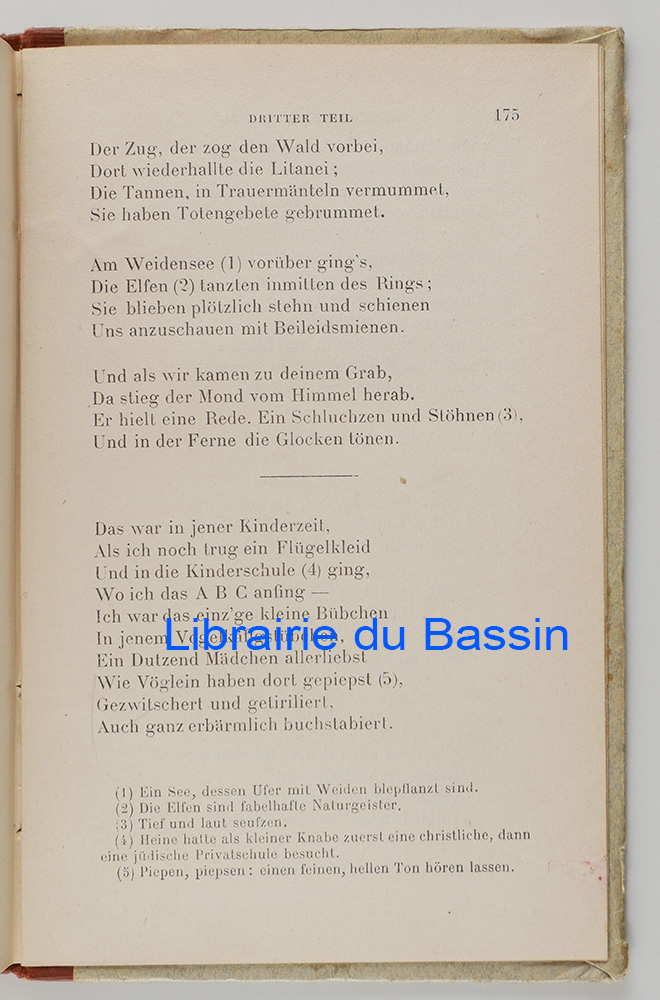 DRITTER TEIL 175
Der Zug, der zog den Wald vorbei,
Dort wiederhallte die Litanei ;
Die Tannen, in Trauermänteln vermummet,
Sie haben Totengebete gebrummet.
Am Weidensee (1) vorüber ging's,
Die Elfen (2) tanzten inmitten des Rings ;
Sie blieben plötzlich stehn und schienen
Uns anzuschauen mit Beileidsmienen.
Und als wir kamen zu deinem Grab,
Da stieg der Mond vom Himmel herab.
Er hielt eine Rede. Ein Schluchzen und Stöhnen (3),
Und in der Ferne die Glocken tönen.
Das war in jener Kinderzeit,
Als ich noch trug ein Flügelkleid
Und in die Kinderschule (4) ging,
Wo ich das A B C anfing —
Ich war das einz'ge kleine Bübchen
In jenem Vogelkäfigstübchen,
Librairie du Bassin
Ein Dutzend Mädchen allerliebst
Wie Vöglein haben dort gepiepst (5),
Gezwitschert und getiriliert,
Auch ganz erbärmlich buchstabiert.
(1) Ein See, dessen Ufer mit Weiden blepflanzt sind.
(2) Die Elfen sind fabelhafte Naturgeister.
(3) Tief und laut seufzen.
(4) Heine hatte als kleiner Knabe zuerst eine christliche, dann
eine jüdische Privatschule besucht.
(5) Piepen, piepsen : einen feinen, hellen Ton hören lassen.